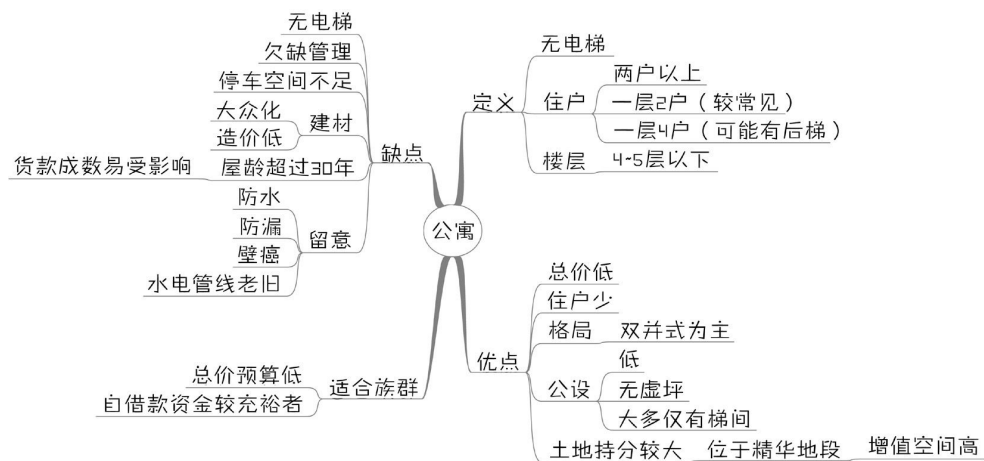 公寓
定义
无电梯
住户
两户以上
一层2户（较常见）
一层4户（可能有后梯）
楼层
4~5层以下
优点
总价低
住户少
格局
双并式为主
公设
低
无虚坪
大多仅有梯间
土地持分较大
位于精华地段
增值空间高
缺点
无电梯
欠缺管理
停车空间不足
建材
大众化
造价低
屋龄超过30年
货款成数易受影响
留意
防水
防漏
壁癌
水电管线老旧
适合族群
总价预算低
自借款资金较充裕者